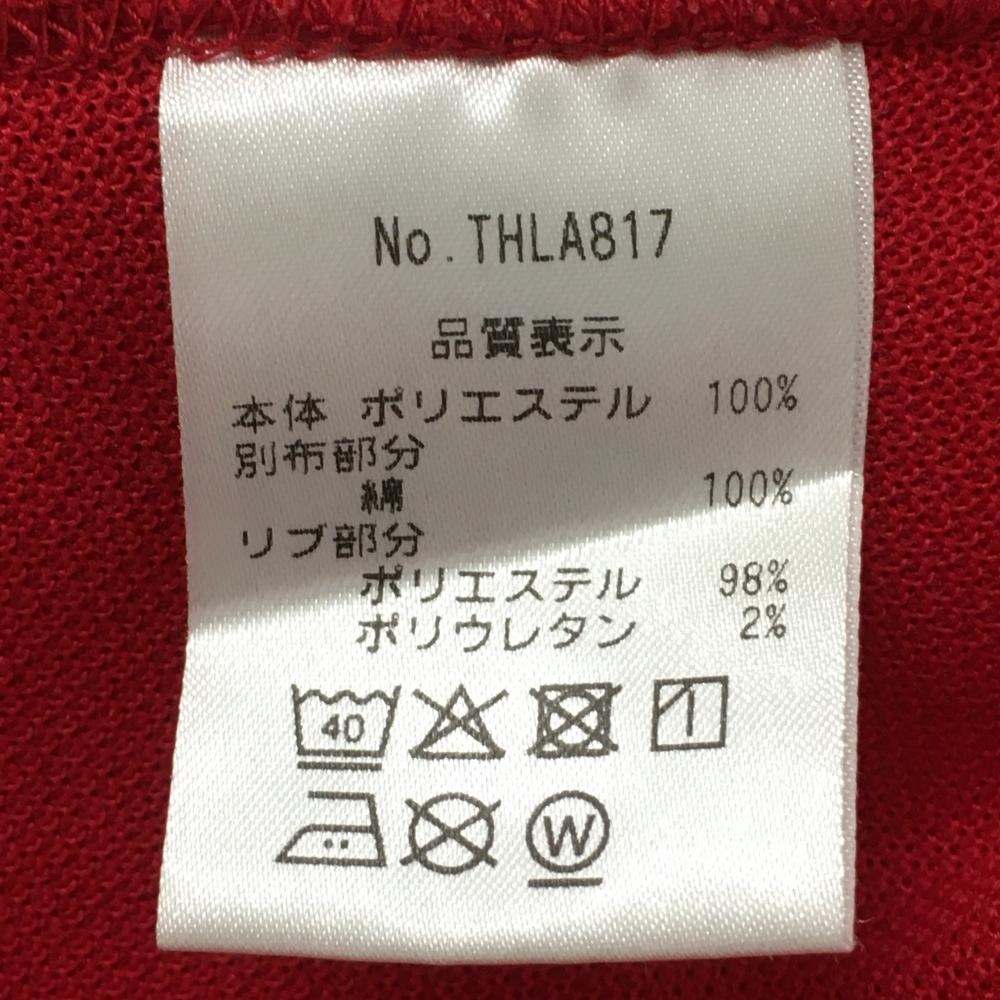 No.THLA817
品質表示
本体 ポリエステル 100%
別布部分
綿 100%
リブ部分
ポリエステル 98%
ポリウレタン 2%
40
W